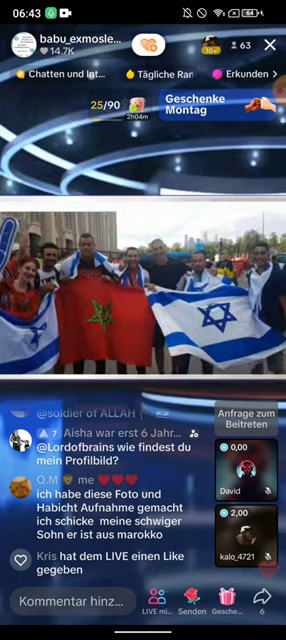 06:43
64
babu_exmosle...
14.7K
10+
63
Chatten und Int...
Tägliche Ran
Erkunden
25/90
2h04m
Geschenke
Montag
@soldier of ALLAH
7 Aisha war erst 6 Jahr...
@Lordofbrains wie findest du
mein Profilbild?
Q.M me
ich habe diese Foto und
Habicht Aufnahme gemacht
ich schicke meine schwiger
Sohn er ist aus marokko
Kris hat dem LIVE einen Like
gegeben
Anfrage zum
Beitreten
0,00
David
2,00
kalo_4721
Kommentar hinz...
LIVE mi...
Senden
Gesche...
6